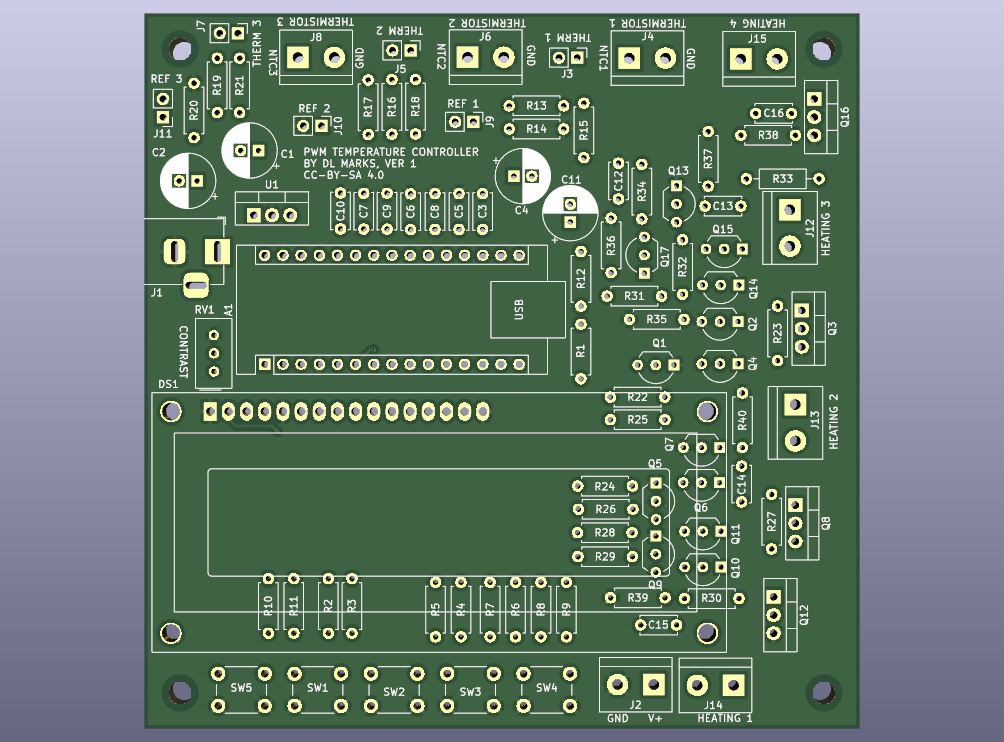 J7
THERM 3
THERMISTOR 3
J8
NTC3
GND
THERM 2
J5
THERMISTOR 2
J6
NTC2
GND
THERM 1
J3
THERMISTOR 1
J4
NTC1
GND
HEATING 4
J15
REF 3
J11
R19
R21
R20
REF 2
J10
R17
R16
R18
REF 1
J9
R13
R14
R15
C16
R38
Q16
C2
C1
PWM TEMPERATURE CONTROLLER
BY DL MARKS, VER 1
CC-BY-SA 4.0
C4
C11
C12
R34
Q13
R37
C13
R33
J12
HEATING 3
U1
C10
C7
C9
C6
C8
C5
C3
R36
Q17
R32
Q15
Q14
J1
A1
USB
R12
R31
R35
Q2
R23
Q3
RV1
CONTRAST
R1
Q1
Q4
DS1
R22
R25
R40
J13
HEATING 2
Q7
Q5
Q6
C14
R24
R26
R28
R29
Q9
Q11
Q10
R27
Q8
R10
R11
R2
R3
R5
R4
R7
R6
R8
R9
R39
R30
C15
Q12
SW5
SW1
SW2
SW3
SW4
J2
GND
V+
J14
HEATING 1